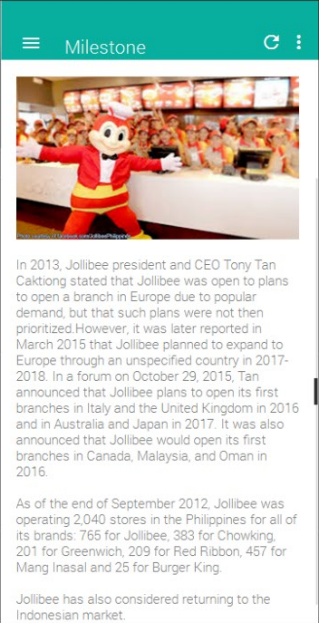 Milestone
Photo courtesy of facebook.com/JollibeePhilippines
In 2013, Jollibee president and CEO Tony Tan
Caktiong stated that Jollibee was open to plans
to open a branch in Europe due to popular
demand, but that such plans were not then
prioritized.However, it was later reported in
March 2015 that Jollibee planned to expand to
Europe through an unspecified country in 2017-
2018. In a forum on October 29, 2015, Tan
announced that Jollibee plans to open its first
branches in Italy and the United Kingdom in 2016
and in Australia and Japan in 2017. It was also
announced that Jollibee would open its first
branches in Canada, Malaysia, and Oman in
2016.
As of the end of September 2012, Jollibee was
operating 2,040 stores in the Philippines for all of
its brands: 765 for Jollibee, 383 for Chowking,
201 for Greenwich, 209 for Red Ribbon, 457 for
Mang Inasal and 25 for Burger King.
Jollibee has also considered returning to the
Indonesian market.